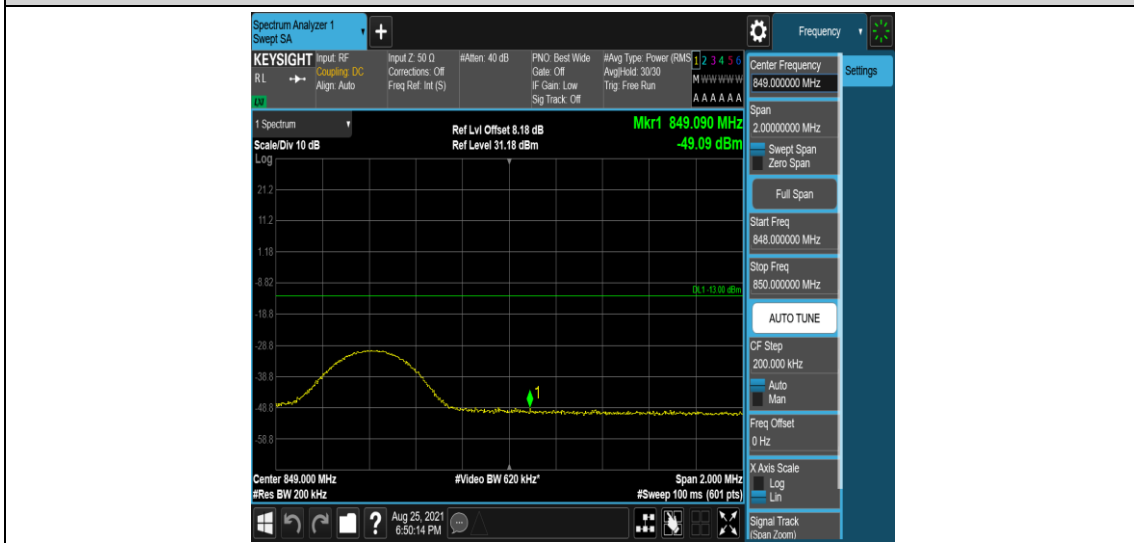 Spectrum Analyzer 1
Swept SA
+
Frequency
KEYSIGHT
RL
Input: RF
Coupling: DC
Align: Auto
Input Z: 50 Ω
Corrections: Off
Freq Ref: Int (S)
#Atten: 40 dB
PNO: Best Wide
Gate: Off
IF Gain: Low
Sig Track: Off
#Avg Type: Power (RMS
Avg|Hold: 30/30
Trig: Free Run
1 2 3 4 5 6
M W W W W W
A A A A A A
1 Spectrum
Scale/Div 10 dB
Log
Ref Lvl Offset 8.18 dB
Ref Level 31.18 dBm
Mkr1 849.090 MHz
-49.09 dBm
21.2
11.2
1.18
-8.82
-18.8
-28.8
-38.8
-48.8
-58.8
DL1 -13.00 dBm
1
Center 849.000 MHz
#Res BW 200 kHz
#Video BW 620 kHz*
Span 2.000 MHz
#Sweep 100 ms (601 pts)
Center Frequency
849.000000 MHz
Settings
Span
2.00000000 MHz
Swept Span
Zero Span
Full Span
Start Freq
848.000000 MHz
Stop Freq
850.000000 MHz
AUTO TUNE
CF Step
200.000 kHz
Auto
Man
Freq Offset
0 Hz
X Axis Scale
Log
Lin
Signal Track
(Span Zoom)
?
Aug 25, 2021
6:50:14 PM